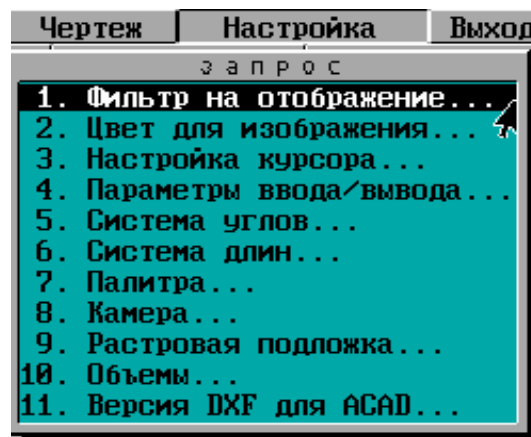 Чертеж Настройка Выход
запрос
1. Фильтр на отображение...
2. Цвет для изображения...
3. Настройка курсора...
4. Параметры ввода/вывода...
5. Система углов...
6. Система длин...
7. Палитра...
8. Камера...
9. Растровая подложка...
10. Объемы...
11. Версия DXF для ACAD...